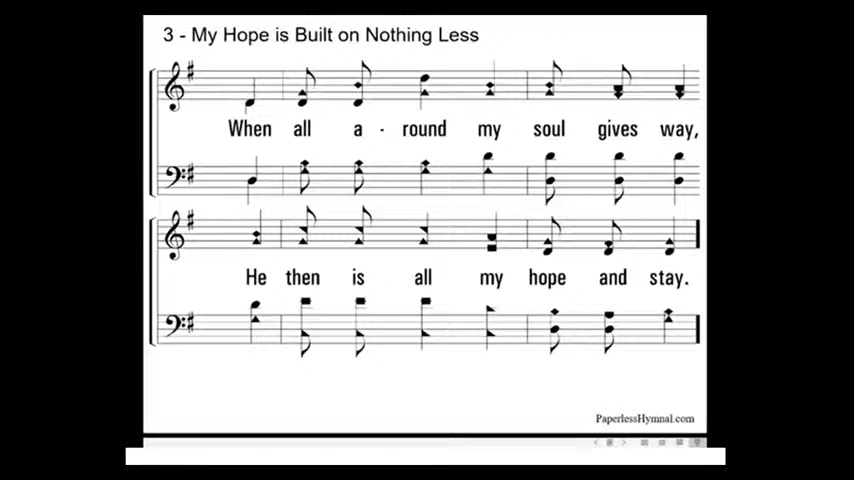 3 - My Hope is Built on Nothing Less
When all a - round my soul gives way,
He then is all my hope and stay.
PaperlessHymnal.com